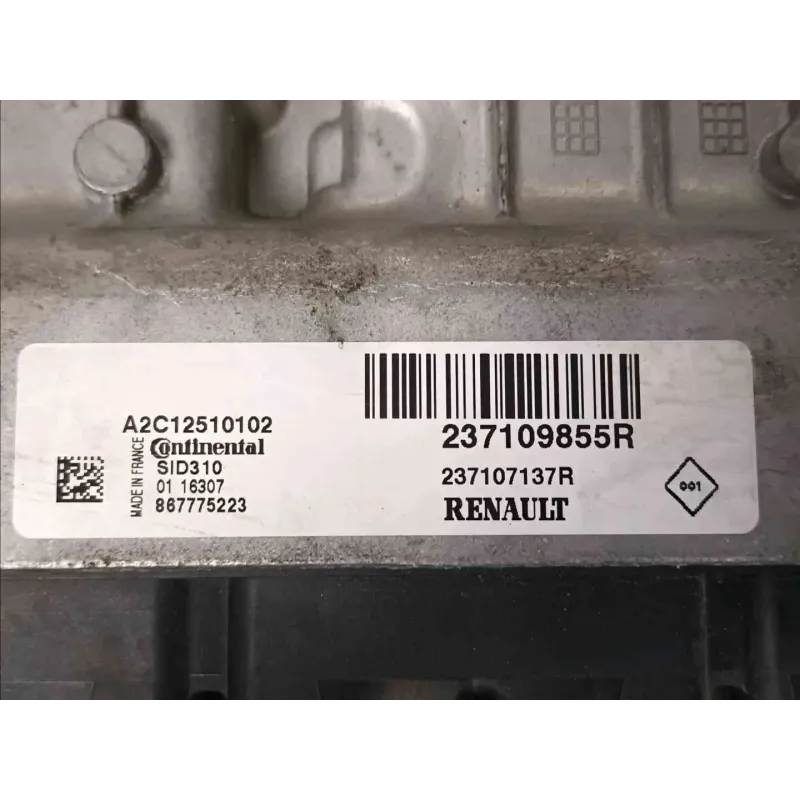 A2C12510102
Continental
SID310
01 16307
867775223
MADE IN FRANCE
237109855R
237107137R
RENAULT
001